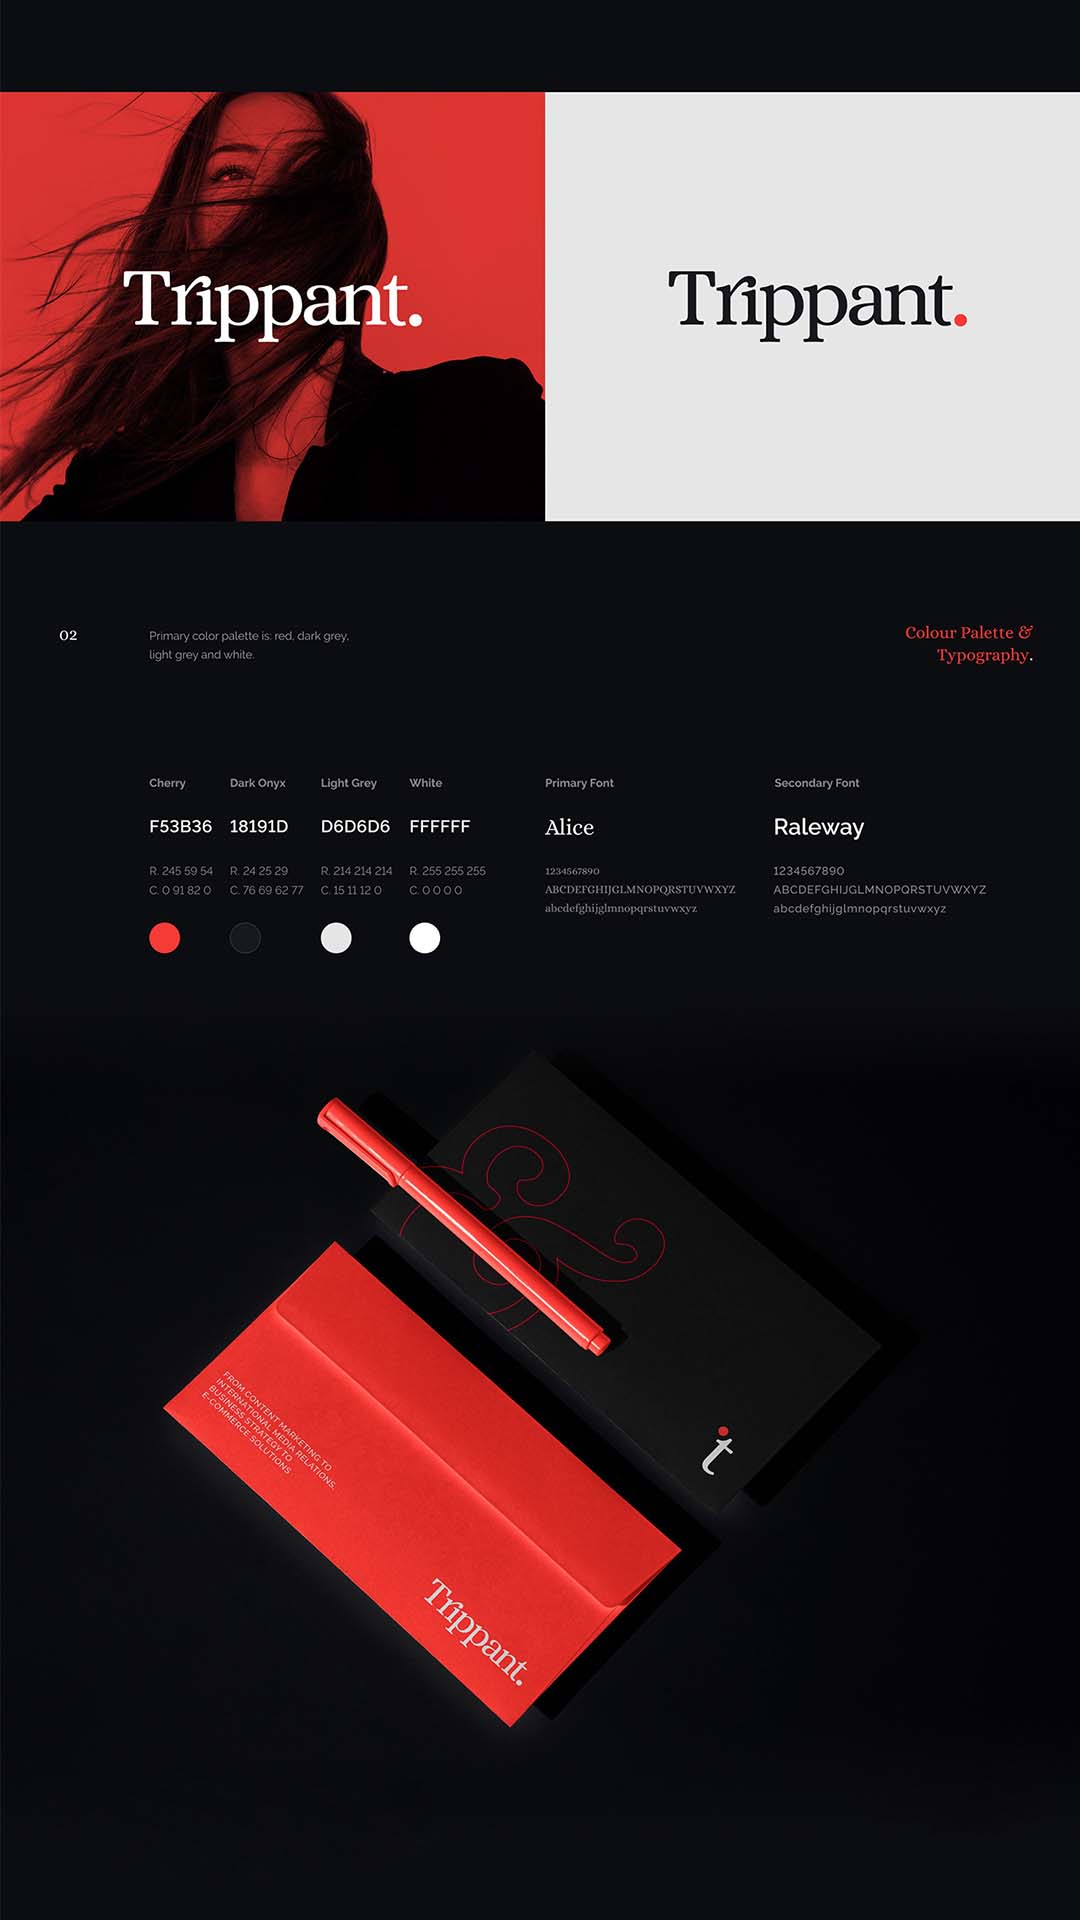 Trippant.
Trippant.
02
Primary color palette is: red, dark grey,
light grey and white.
Colour Palette &
Typography.
Cherry
F53B36
R. 245 59 54
C. 0 91 82 0
Dark Onyx
18191D
R. 24 25 29
C. 76 69 62 77
Light Grey
D6D6D6
R. 214 214 214
C. 15 11 12 0
White
FFFFFF
R. 255 255 255
C. 0 0 0 0
Primary Font
Alice
1234567890
ABCDEFGHIJGLMNOPQRSTUVWXYZ
abcdefghijglmnopqrstuvwxyz
Secondary Font
Raleway
1234567890
ABCDEFGHIJGLMNOPQRSTUVWXYZ
abcdefghijglmnopqrstuvwxyz
&
it
FROM CONTENT MARKETING TO
INTERNATIONAL MEDIA RELATIONS,
BUSINESS STRATEGY TO
E-COMMERCE SOLUTIONS
Trippant.